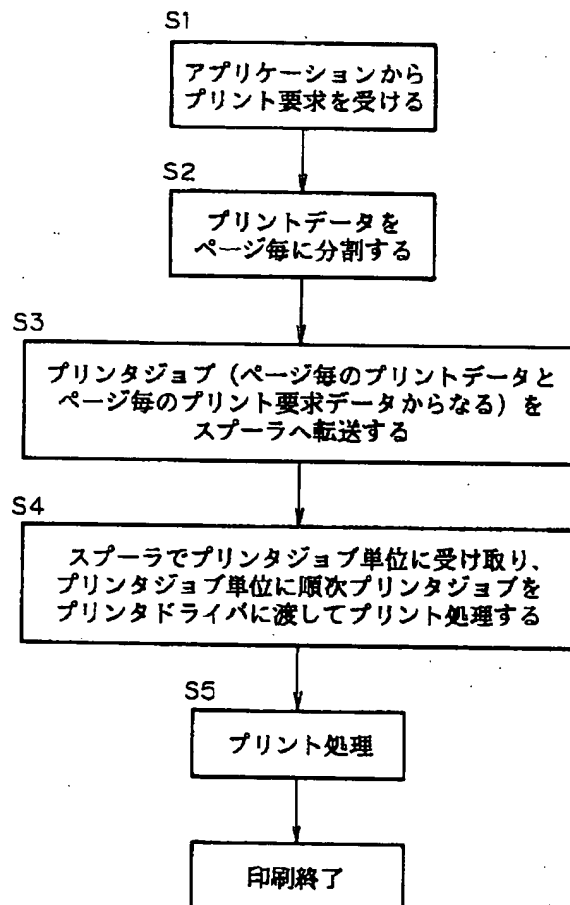 S1
アプリケーションから
プリント要求を受ける
S2
プリントデータを
ページ毎に分割する
S3
プリンタジョブ（ページ毎のプリントデータと
ページ毎のプリント要求データからなる）を
スプーラへ転送する
S4
スプーラでプリンタジョブ単位に受け取り、
プリンタジョブ単位に順次プリンタジョブを
プリンタドライバに渡してプリント処理する
S5
プリント処理
印刷終了